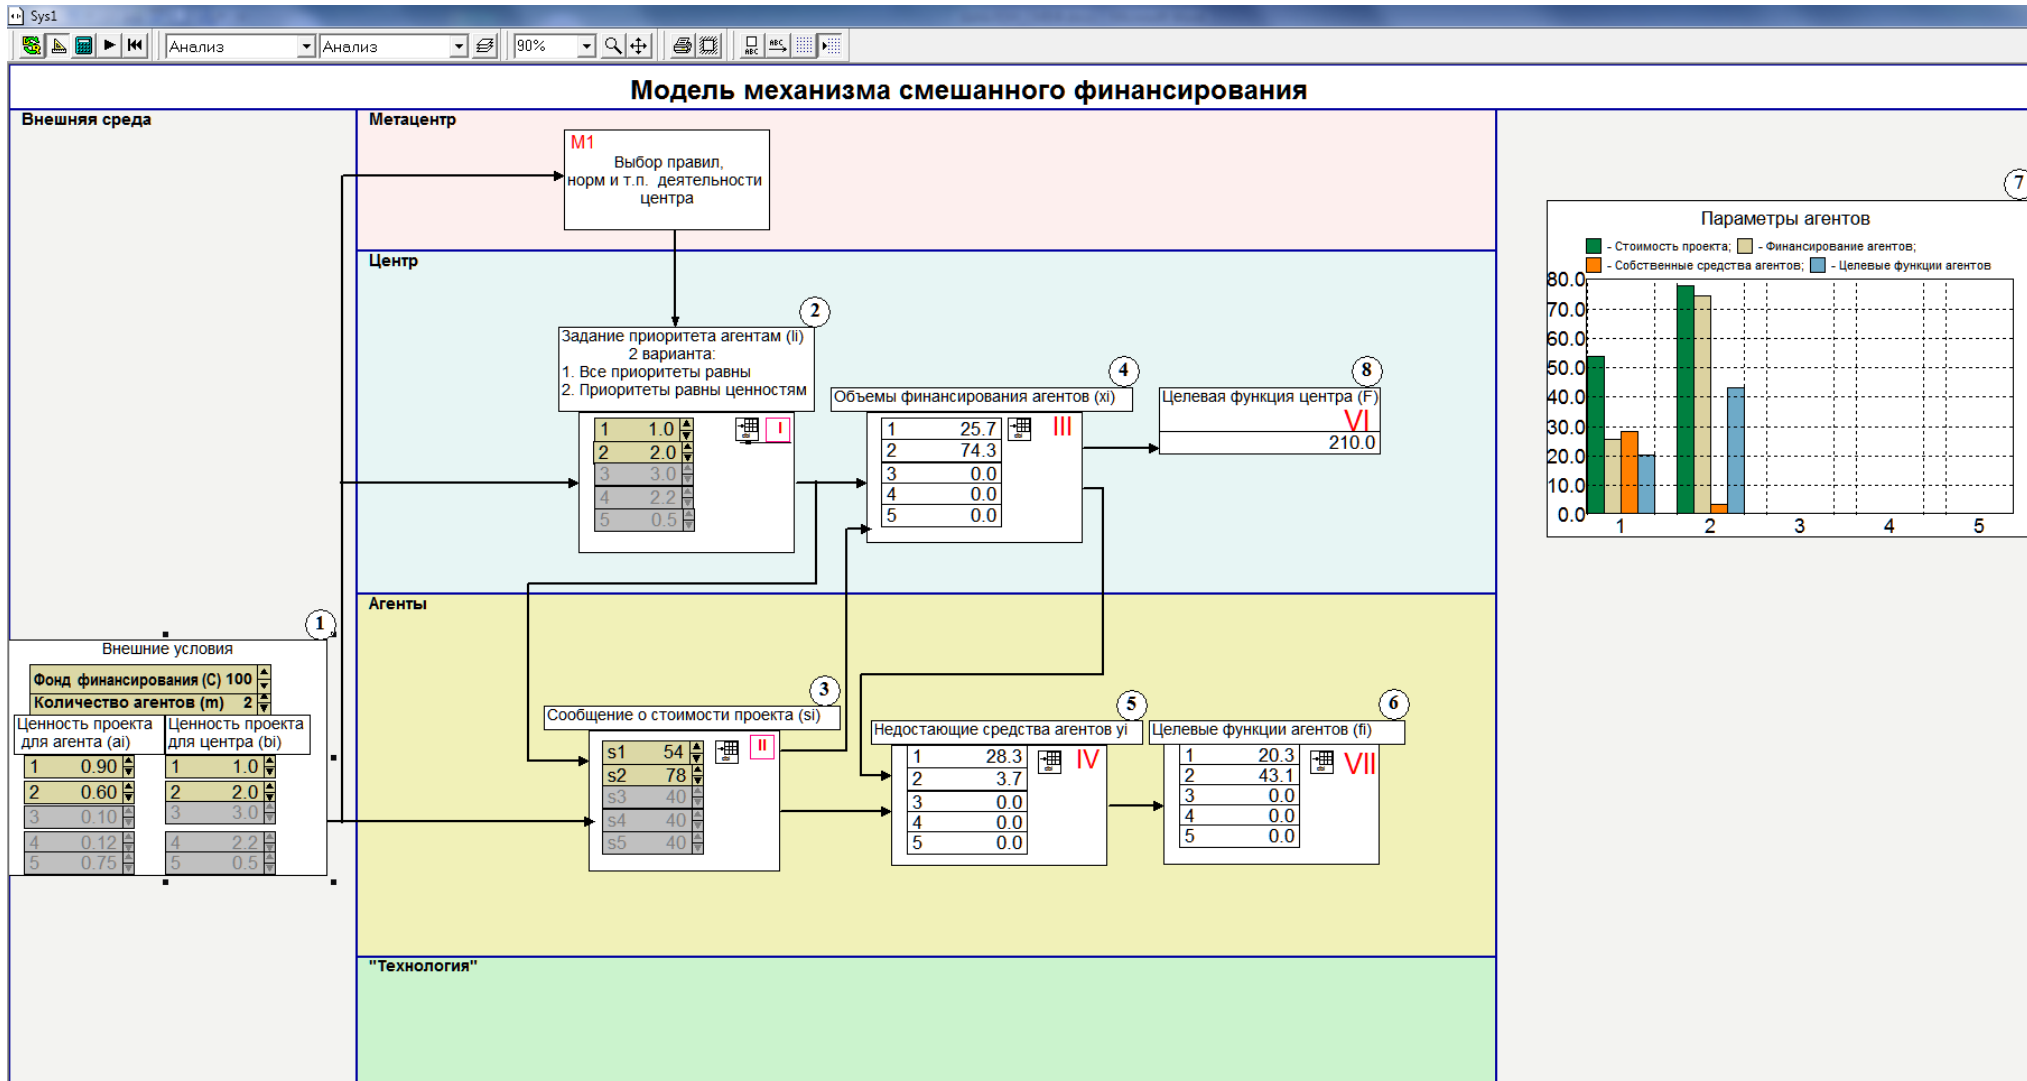 Sys1
Анализ
Анализ
90%
Модель механизма смешанного финансирования
Внешняя среда
Метацентр
M1
Выбор правил,
норм и т.п. деятельности
центра
Центр
2
Задание приоритета агентам (li)
2 варианта:
1. Все приоритеты равны
2. Приоритеты равны ценностям
1 1.0
2 2.0
3 3.0
4 2.2
5 0.5
I
4
Объемы финансирования агентов (xi)
1 25.7
2 74.3
3 0.0
4 0.0
5 0.0
III
8
Целевая функция центра (F)
VI
210.0
7
Параметры агентов
- Стоимость проекта; - Финансирование агентов;
- Собственные средства агентов; - Целевые функции агентов
80.0
70.0
60.0
50.0
40.0
30.0
20.0
10.0
0.0
1 2 3 4 5
Агенты
1
Внешние условия
Фонд финансирования (С) 100
Количество агентов (m) 2
Ценность проекта
для агента (ai)
1 0.90
2 0.60
3 0.10
4 0.12
5 0.75
Ценность проекта
для центра (bi)
1 1.0
2 2.0
3 3.0
4 2.2
5 0.5
3
Сообщение о стоимости проекта (si)
s1 54
s2 78
s3 40
s4 40
s5 40
II
5
Недостающие средства агентов yi
1 28.3
2 3.7
3 0.0
4 0.0
5 0.0
IV
6
Целевые функции агентов (fi)
1 20.3
2 43.1
3 0.0
4 0.0
5 0.0
VII
"Технология"